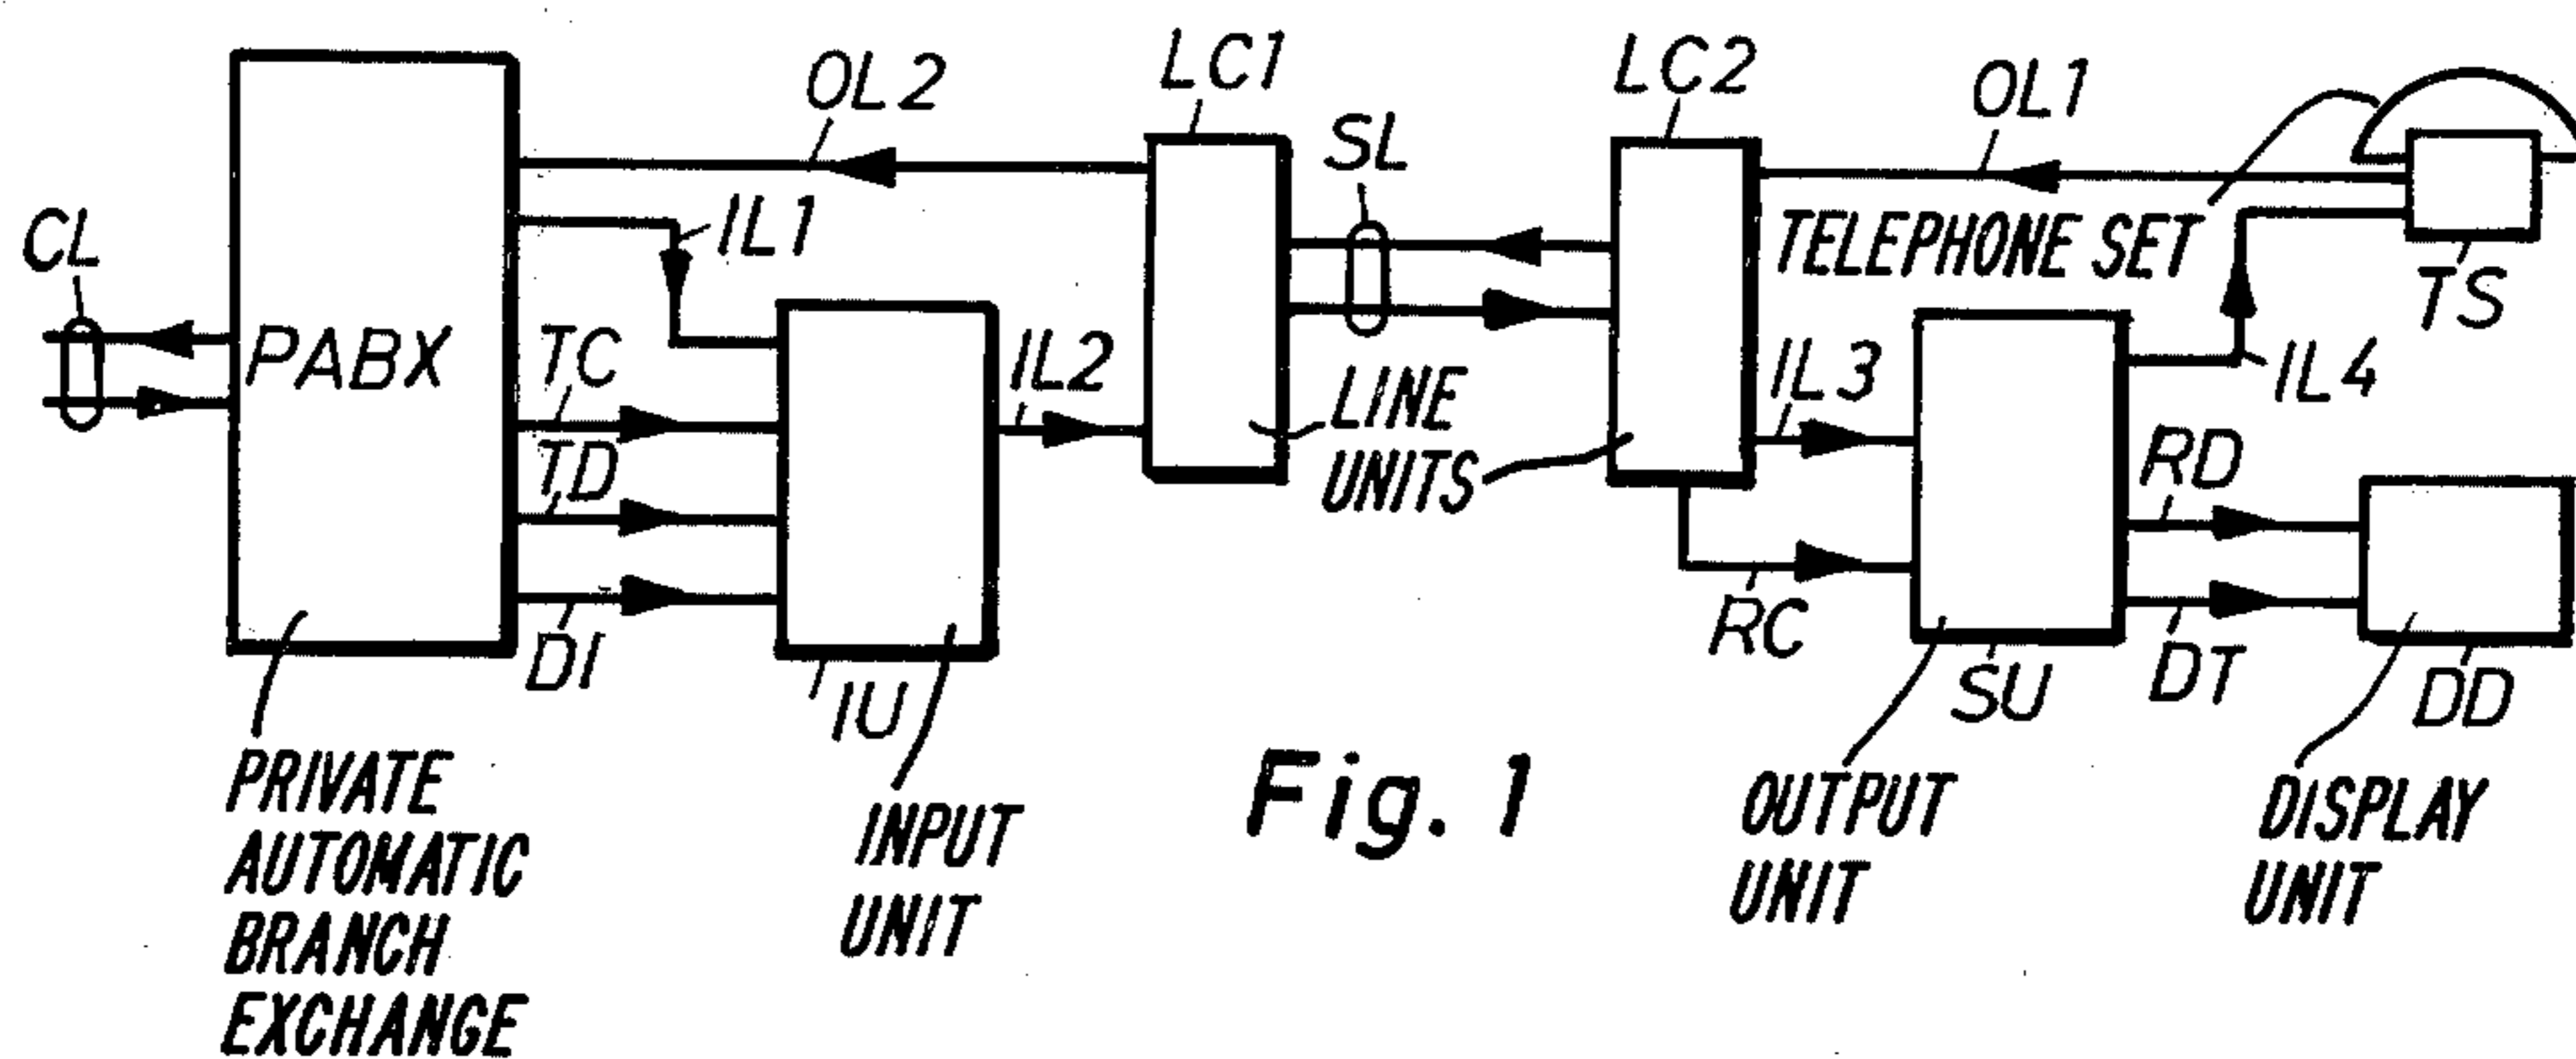 LC1
LC2
OL2
OL1
SL
CL
IL1
TELEPHONE SET
TS
PABX
TC
IL2
IL3
IL4
LINE
UNITS
TD
RD
DI
RC
DT
IU
SU
DD
Fig. 1
PRIVATE
AUTOMATIC
BRANCH
EXCHANGE
INPUT
UNIT
OUTPUT
UNIT
DISPLAY
UNIT